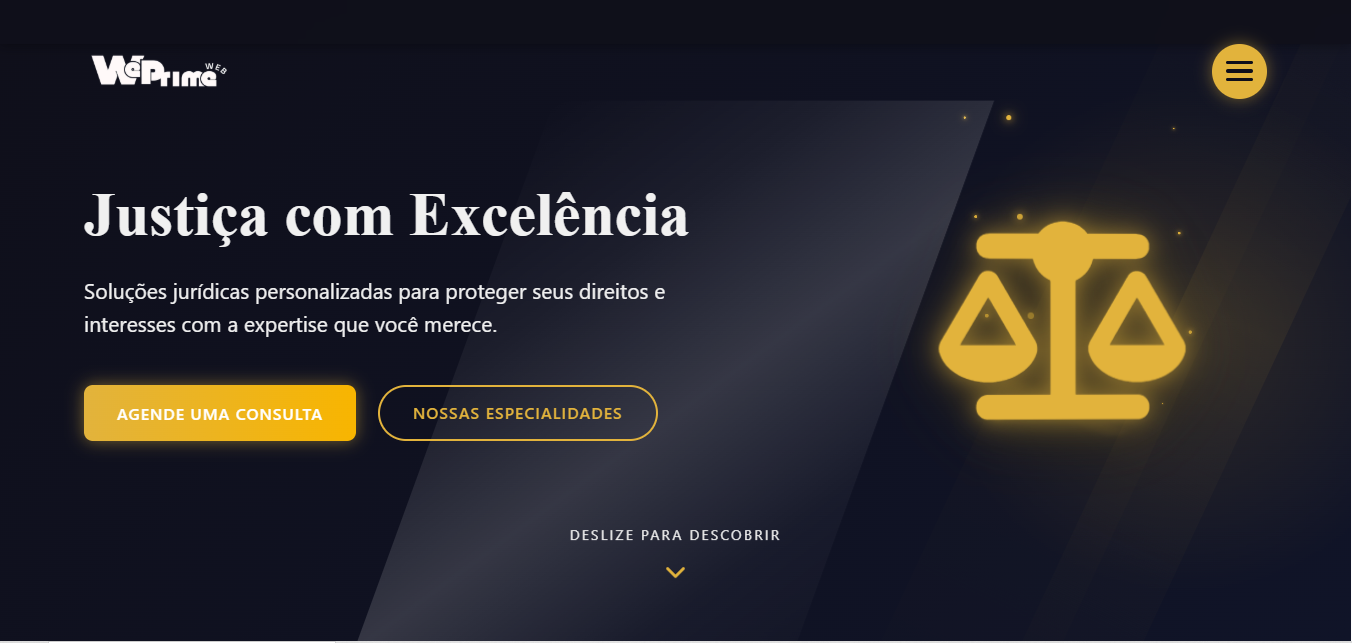 WePrime WEB
Justiça com Excelência
Soluções jurídicas personalizadas para proteger seus direitos e
interesses com a expertise que você merece.
AGENDE UMA CONSULTA
NOSSAS ESPECIALIDADES
DESLIZE PARA DESCOBRIR